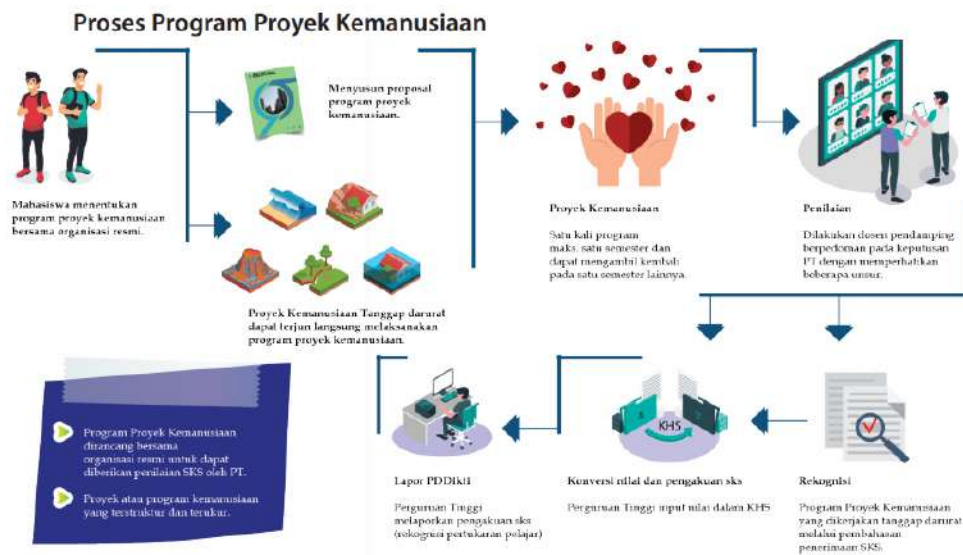 Proses Program Proyek Kemanusiaan
Mahasiswa menentukan
program proyek kemanusiaan
bersama organisasi resmi.
Menyusun proposal
program proyek
kemanusiaan.
Proyek Kemanusiaan Tanggap darurat
dapat terjun langsung melaksanakan
program proyek kemanusiaan.
Proyek Kemanusiaan
Satu kali program
maks. satu semester dan
dapat mengambil kembali
pada satu semester lainnya.
Penilaian
Dilakukan dosen pendamping
berpedoman pada keputusan
PT dengan memperhatikan
beberapa unsur.
Rekognisi
Program Proyek Kemanusiaan
yang dikerjakan tanggap darurat
melalui pembahasan
penerimaan SKS.
KHS
Konversi nilai dan pengakuan sks
Perguruan Tinggi input nilai dalam KHS
Lapor PDDikti
Perguruan Tinggi
melaporkan pengakuan sks
(rekognisi pertukaran pelajar)
Program Proyek Kemanusiaan
dirancang bersama
organisasi resmi untuk dapat
diberikan penilaian SKS oleh PT.
Proyek atau program kemanusiaan
yang terstruktur dan terukur.